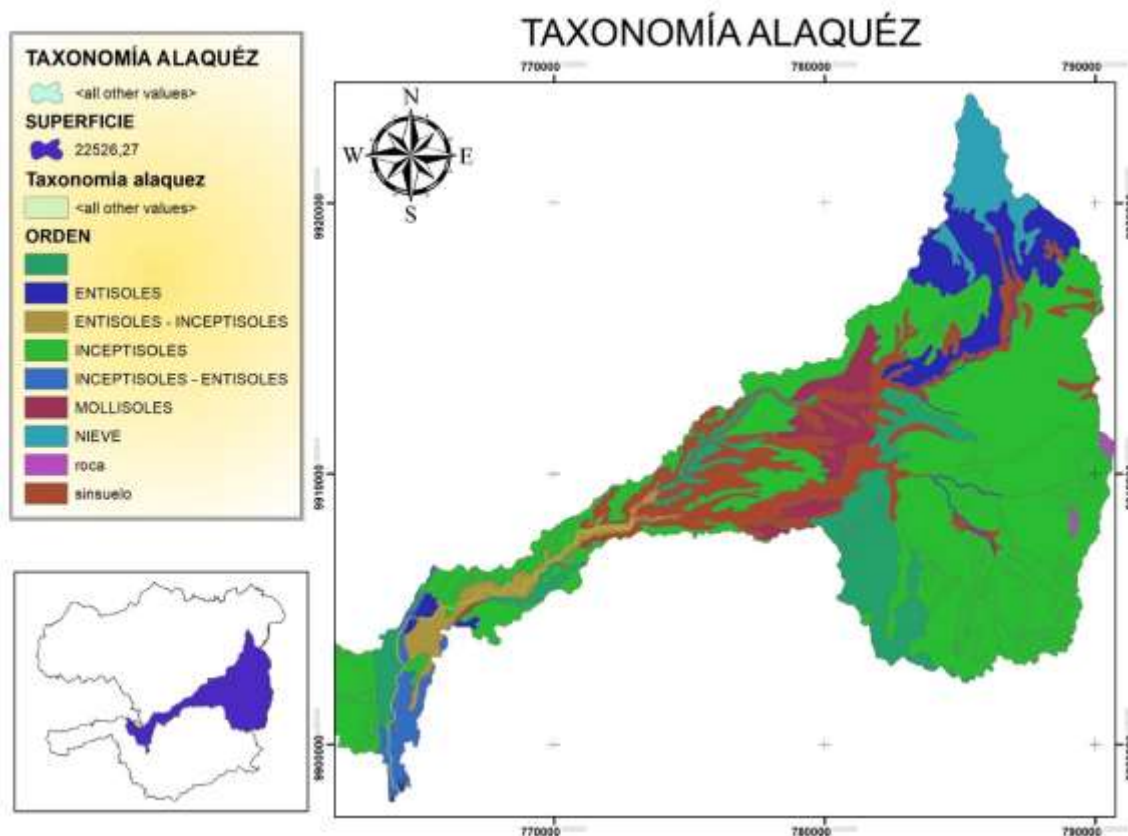 TAXONOMÍA ALAQUÉZ
TAXONOMÍA ALAQUÉZ
<all other values>
SUPERFICIE
22526,27
Taxonomia alaquez
<all other values>
ORDEN
ENTISOLES
ENTISOLES - INCEPTISOLES
INCEPTISOLES
INCEPTISOLES - ENTISOLES
MOLLISOLES
NIEVE
roca
sinsuelo
770000
780000
790000
N
W
E
S
9920000
9910000
9900000
770000
780000
790000